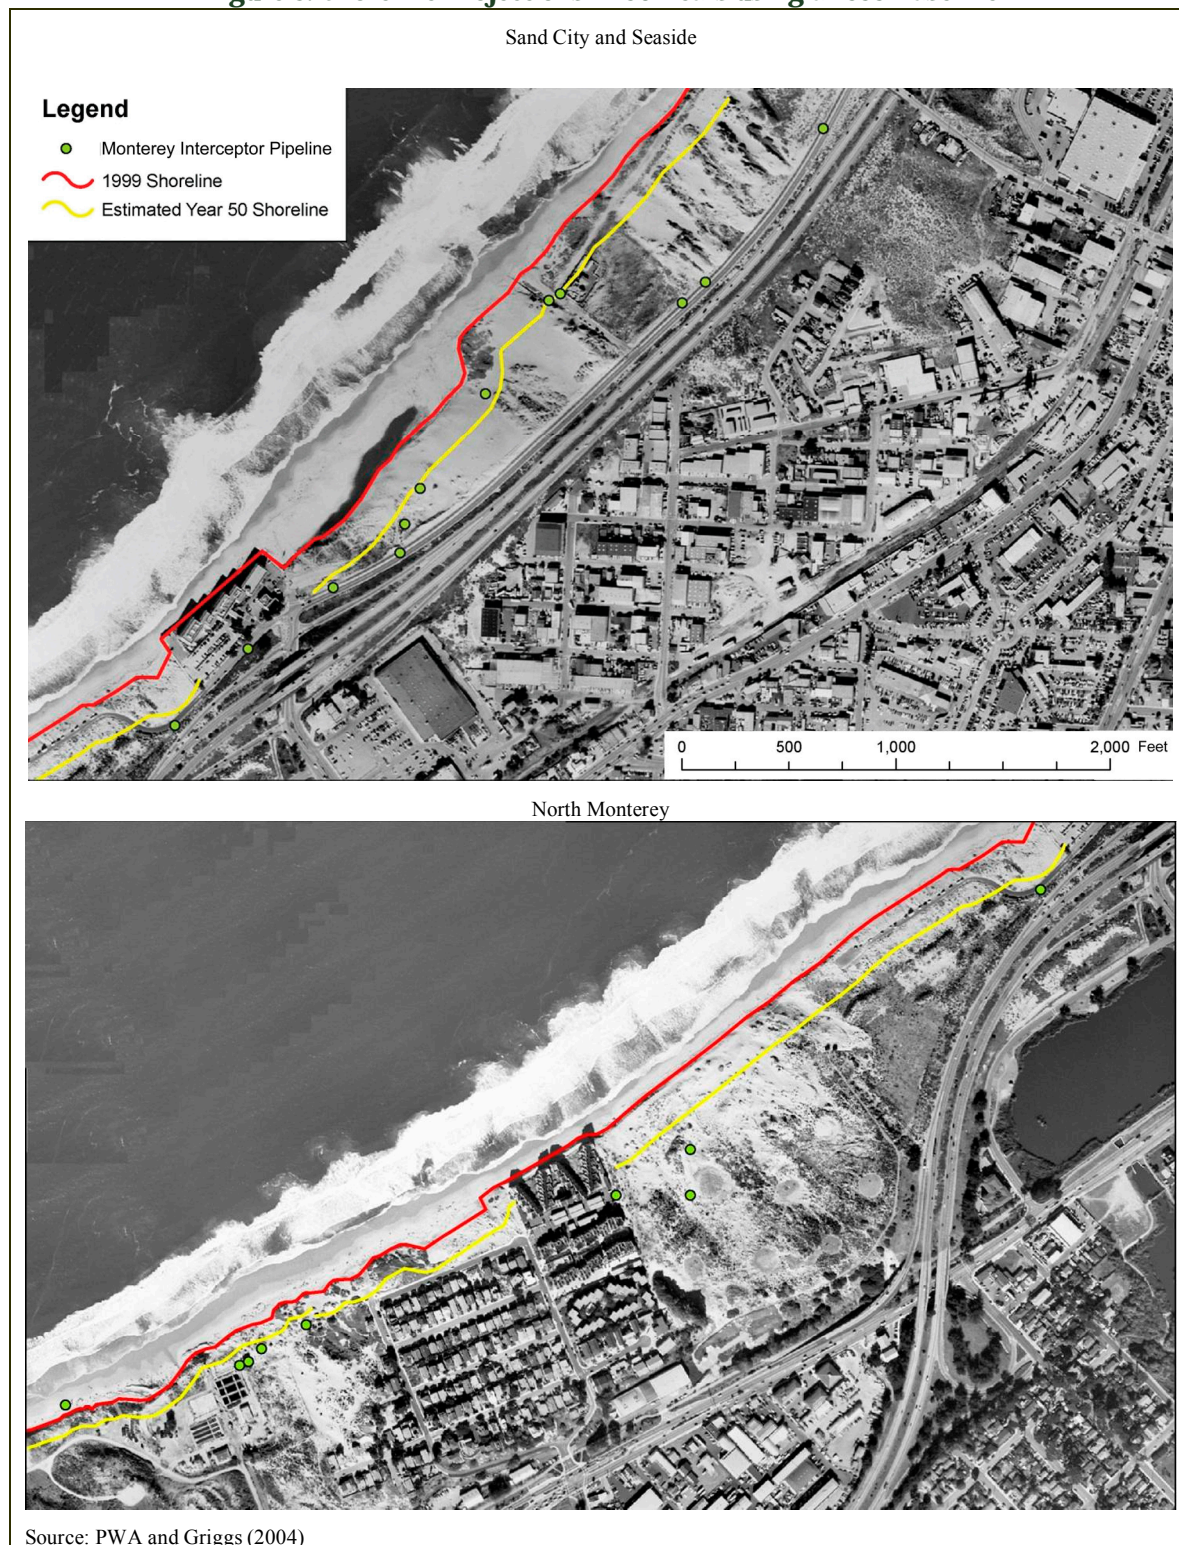 Sand City and Seaside
Legend
Monterey Interceptor Pipeline
1999 Shoreline
Estimated Year 50 Shoreline
0 500 1,000 2,000 Feet
North Monterey
Source: PWA and Griggs (2004)